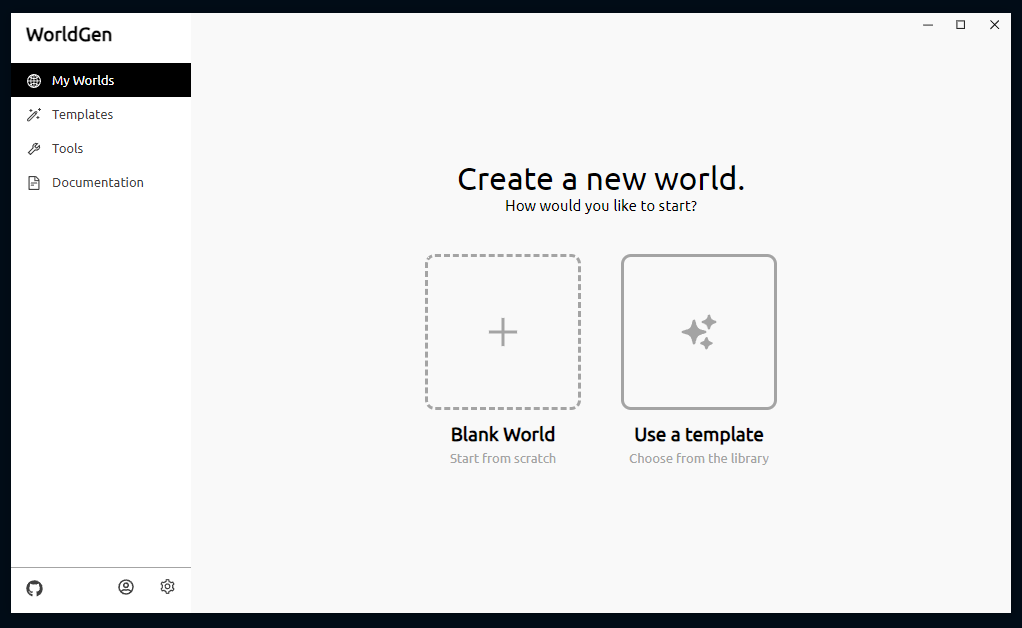 WorldGen
My Worlds
Templates
Tools
Documentation
Create a new world.
How would you like to start?
Blank World
Start from scratch
Use a template
Choose from the library